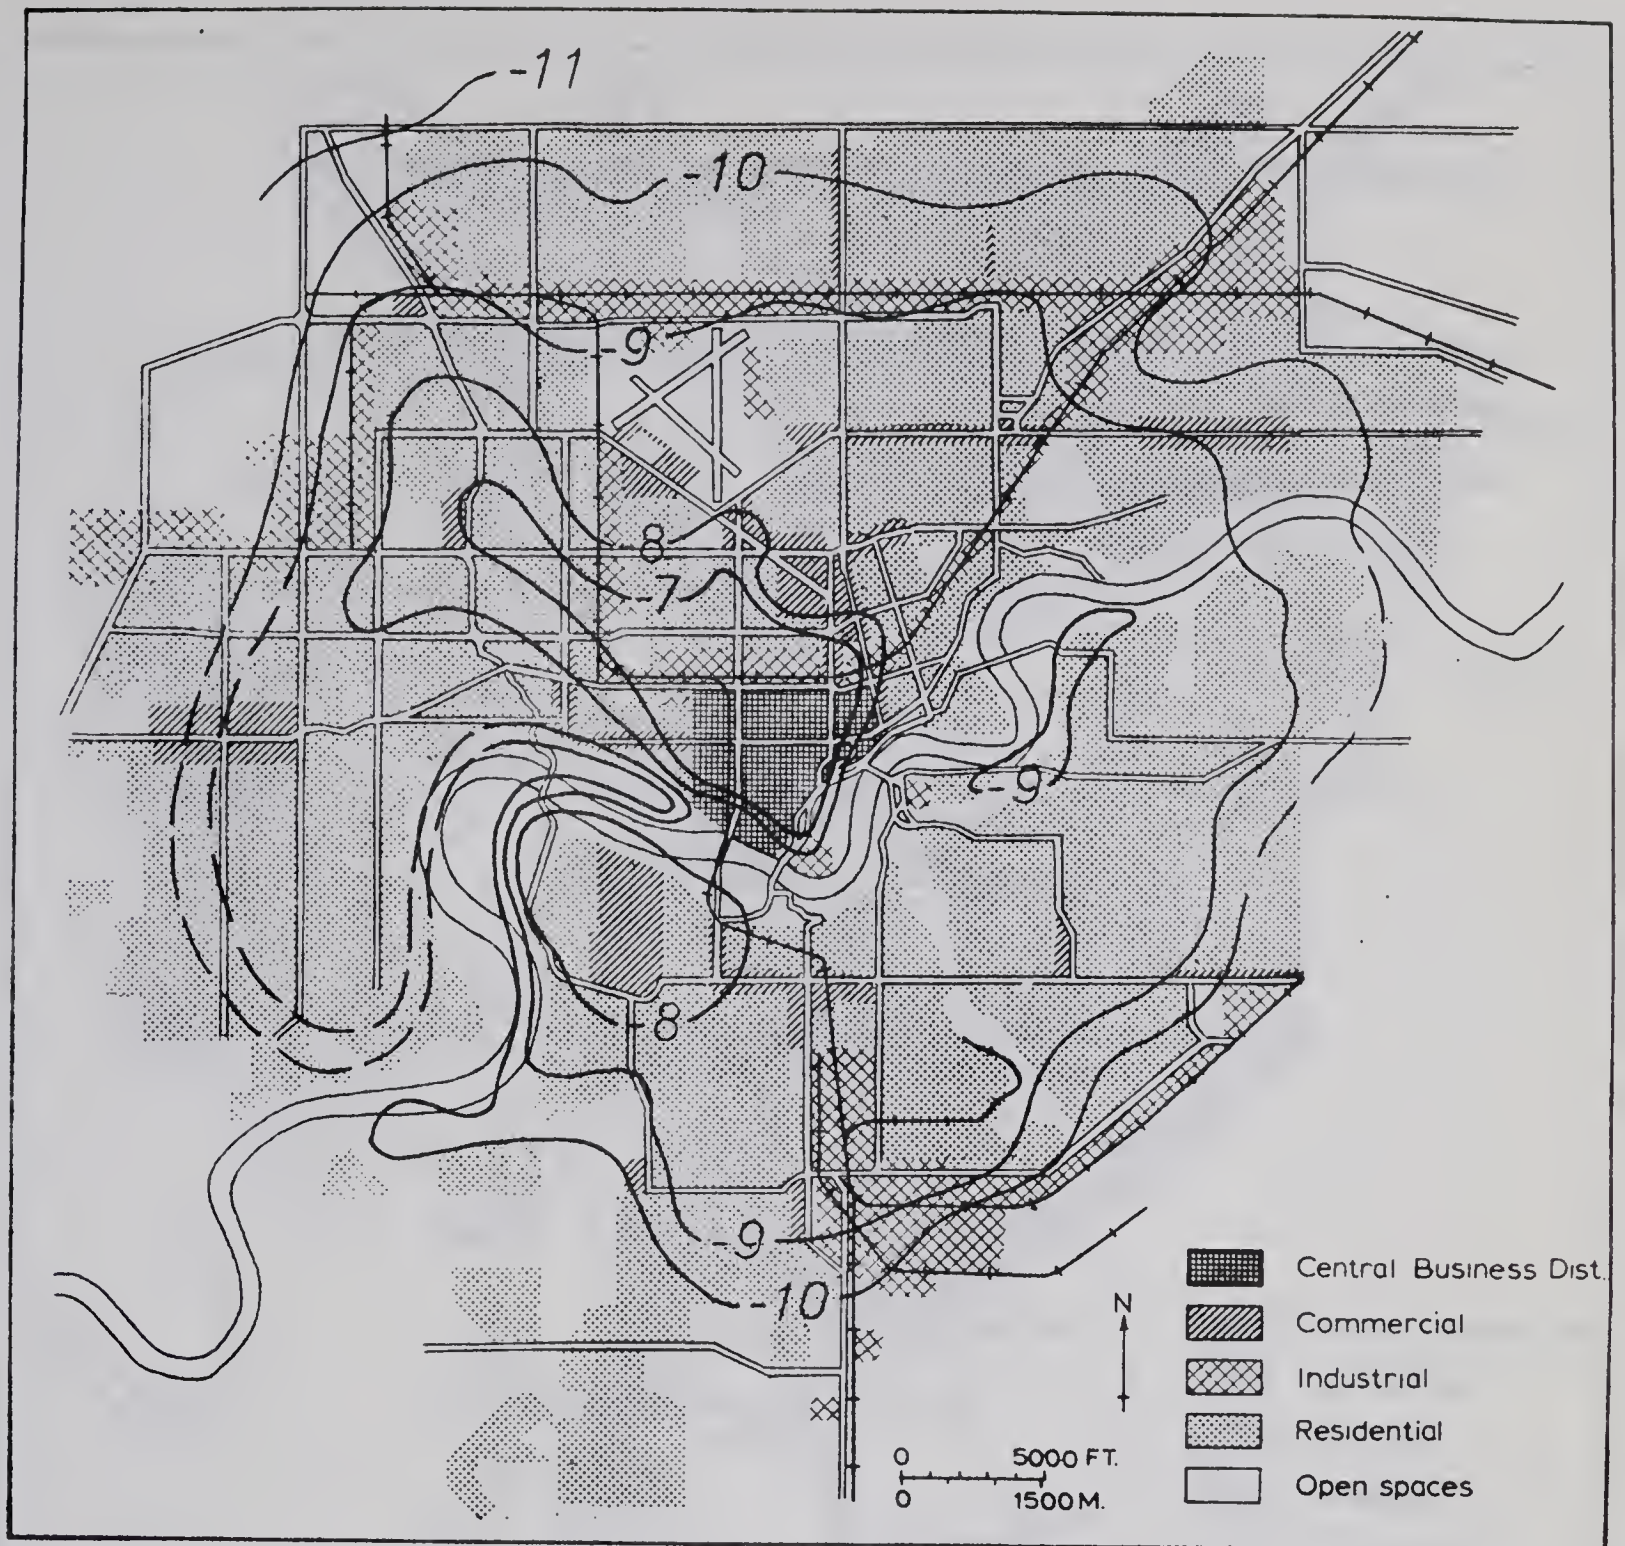 -11
-10
-9
8
-7
-9
-8
-9
-10
N
Central Business Dist.
Commercial
Industrial
Residential
Open spaces
0 5000 FT.
0 1500 M.